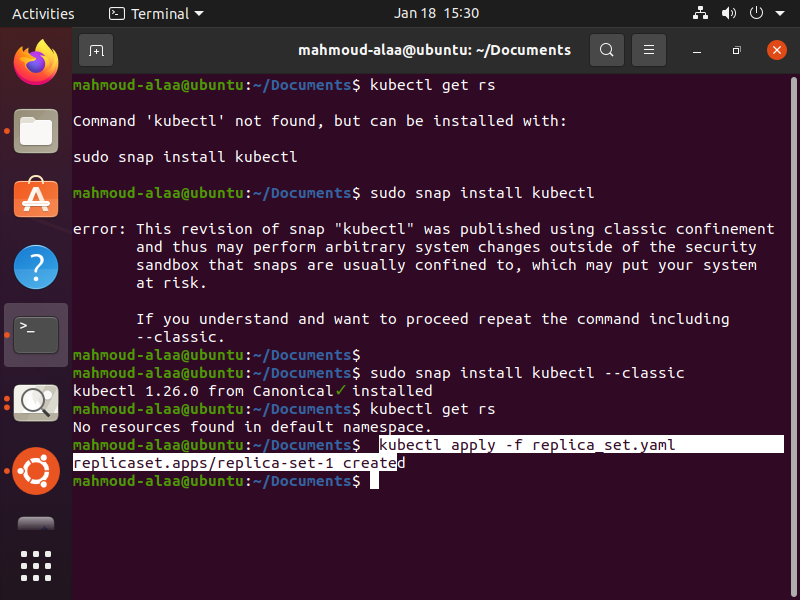 Activities Terminal Jan 18 15:30
mahmoud-alaa@ubuntu: ~/Documents
mahmoud-alaa@ubuntu:~/Documents$ kubectl get rs
Command 'kubectl' not found, but can be installed with:
sudo snap install kubectl
mahmoud-alaa@ubuntu:~/Documents$ sudo snap install kubectl
error: This revision of snap "kubectl" was published using classic confinement
and thus may perform arbitrary system changes outside of the security
sandbox that snaps are usually confined to, which may put your system
at risk.
If you understand and want to proceed repeat the command including
--classic.
mahmoud-alaa@ubuntu:~/Documents$
mahmoud-alaa@ubuntu:~/Documents$ sudo snap install kubectl --classic
kubectl 1.26.0 from Canonical✓ installed
mahmoud-alaa@ubuntu:~/Documents$ kubectl get rs
No resources found in default namespace.
mahmoud-alaa@ubuntu:~/Documents$  kubectl apply -f replica_set.yaml
replicaset.apps/replica-set-1 created
mahmoud-alaa@ubuntu:~/Documents$